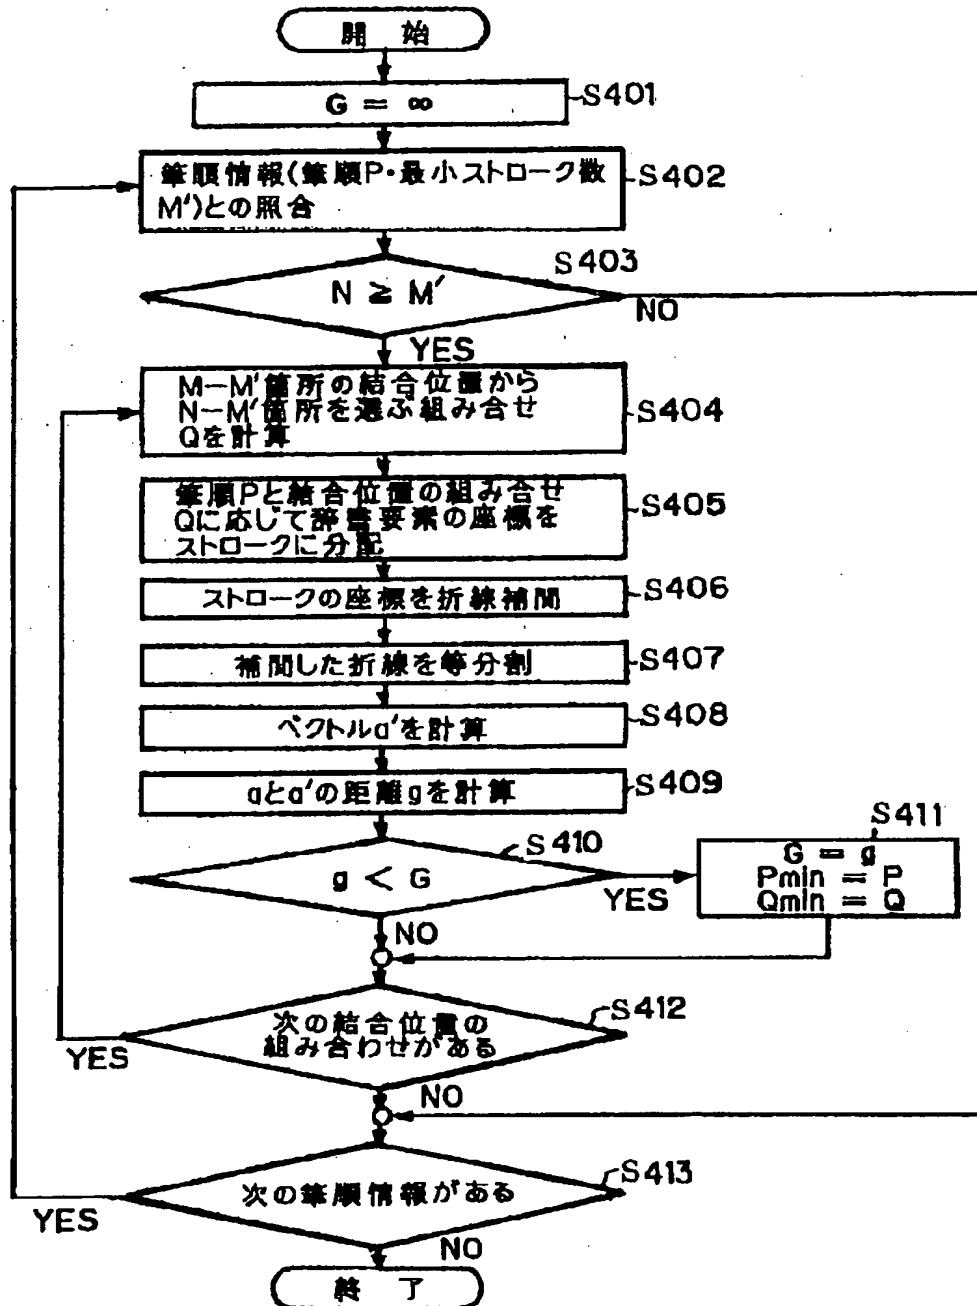 開 始
G = ∞
S401
筆順情報(筆順P・最小ストローク数
M')との照合
S402
S403
N ≧ M'
NO
YES
M-M'箇所の結合位置から
N-M'箇所を選ぶ組み合せ
Qを計算
S404
筆順Pと結合位置の組み合せ
Qに応じて辞書要素の座標を
ストロークに分配
S405
ストロークの座標を折線補間
S406
補間した折線を等分割
S407
ベクトルa'を計算
S408
aとa'の距離gを計算
S409
S410
g < G
YES
NO
S411
G = g
Pmin = P
Qmin = Q
S412
次の結合位置の
組み合わせがある
YES
NO
S413
次の筆順情報がある
YES
NO
終 了